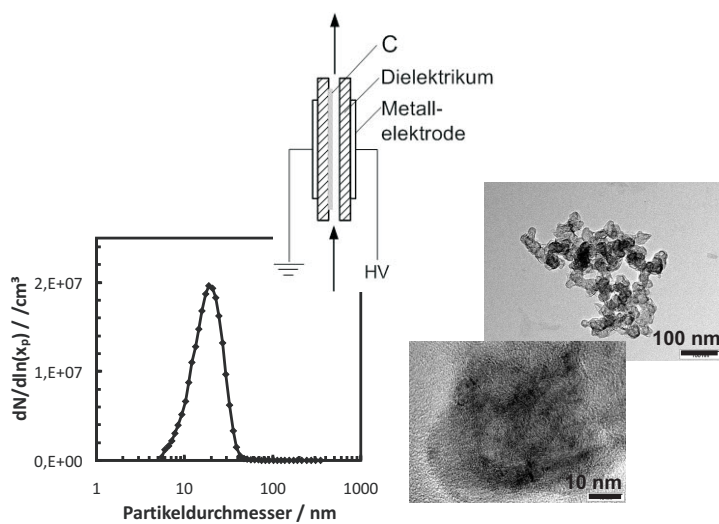 C
Dielektrikum
Metall-
elektrode
HV
dN/dln(xₚ) / /cm³
2,E+07
1,E+07
0,E+00
1
10
100
1000
Partikeldurchmesser / nm
100 nm
10 nm